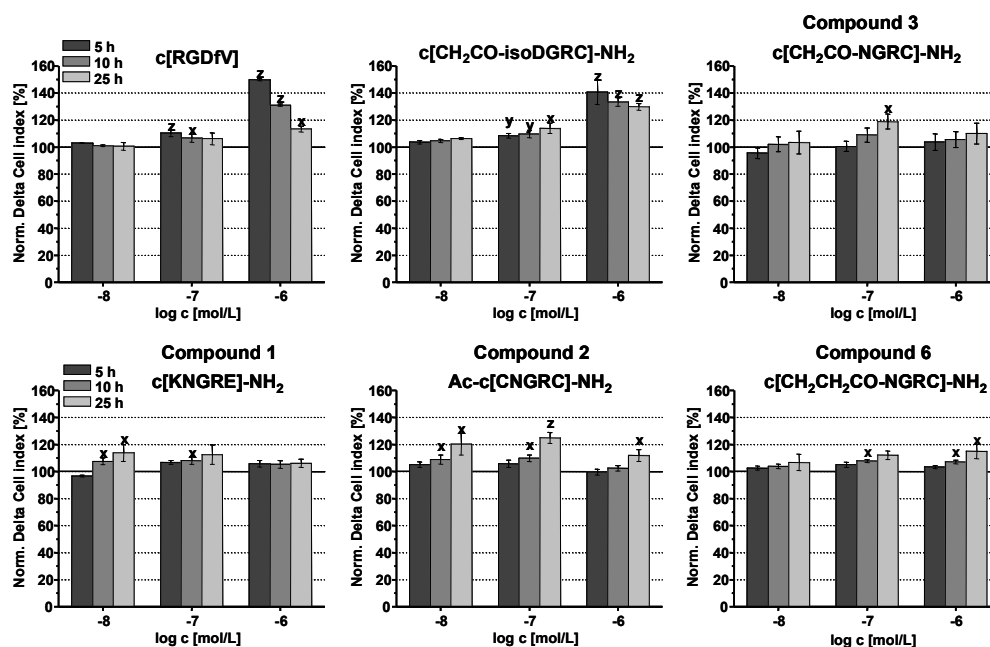 Compound 3
c[RGDfV]
c[CH₂CO-isoDGRC]-NH₂
c[CH₂CO-NGRC]-NH₂
5 h
10 h
25 h
Norm. Delta Cell index [%]
160
140
120
100
80
60
40
20
0
z
x
z
z
x
-8
-7
-6
log c [mol/L]
Norm. Delta Cell index [%]
160
140
120
100
80
60
40
20
0
y
y
x
z
z
z
-8
-7
-6
log c [mol/L]
Norm. Delta Cell index [%]
160
140
120
100
80
60
40
20
0
x
-8
-7
-6
log c [mol/L]
Compound 1
c[KNGRE]-NH₂
5 h
10 h
25 h
Norm. Delta Cell index [%]
160
140
120
100
80
60
40
20
0
x
x
x
-8
-7
-6
log c [mol/L]
Compound 2
Ac-c[CNGRC]-NH₂
Norm. Delta Cell index [%]
160
140
120
100
80
60
40
20
0
x
x
x
z
x
-8
-7
-6
log c [mol/L]
Compound 6
c[CH₂CH₂CO-NGRC]-NH₂
Norm. Delta Cell index [%]
160
140
120
100
80
60
40
20
0
x
x
x
-8
-7
-6
log c [mol/L]